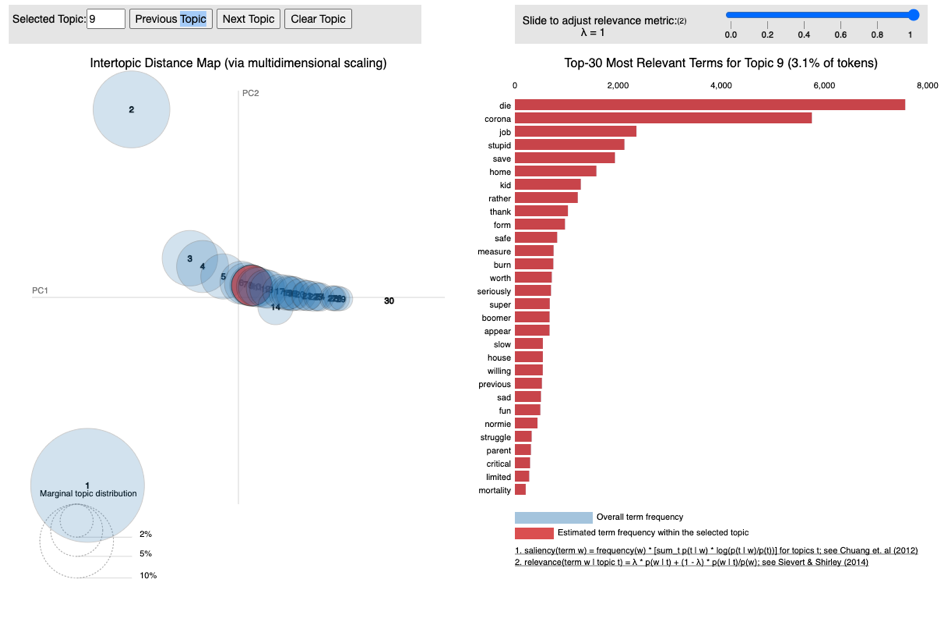 Selected Topic: 9 Previous Topic Next Topic Clear Topic
Slide to adjust relevance metric:(2)
λ = 1
0.0 0.2 0.4 0.6 0.8 1
Intertopic Distance Map (via multidimensional scaling)
PC2
PC1
2
3
4
5
14
30
1
Marginal topic distribution
2%
5%
10%
Top-30 Most Relevant Terms for Topic 9 (3.1% of tokens)
0 2,000 4,000 6,000 8,000
die
corona
job
stupid
save
home
kid
rather
thank
form
safe
measure
burn
worth
seriously
super
boomer
appear
slow
house
willing
previous
sad
fun
normie
struggle
parent
critical
limited
mortality
Overall term frequency
Estimated term frequency within the selected topic
1. saliency(term w) = frequency(w) * [sum_t p(t | w) * log(p(t | w)/p(t))] for topics t; see Chuang et. al (2012)
2. relevance(term w | topic t) = λ * p(w | t) + (1 - λ) * p(w | t)/p(w); see Sievert & Shirley (2014)